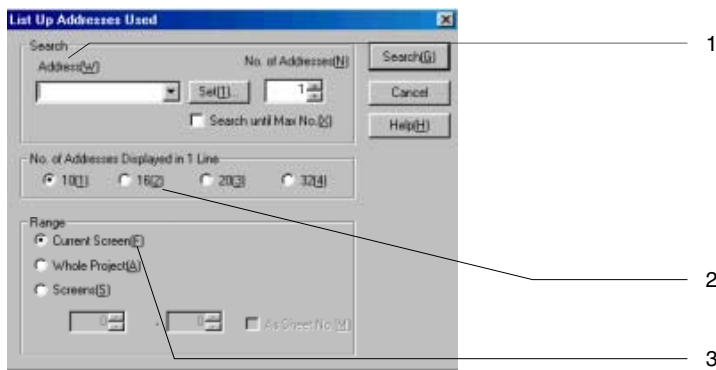 List Up Addresses Used
Search
Address(W)
No. of Addresses(N)
Search(G)
1
Set(T)...
1
Cancel
Search until Max No.(X)
Help(H)
No. of Addresses Displayed in 1 Line
10(1) 16(2) 20(3) 32(4)
Range
Current Screen(F)
Whole Project(A)
2
Screens(S)
0 - 0 As Sheet No.(M)
3